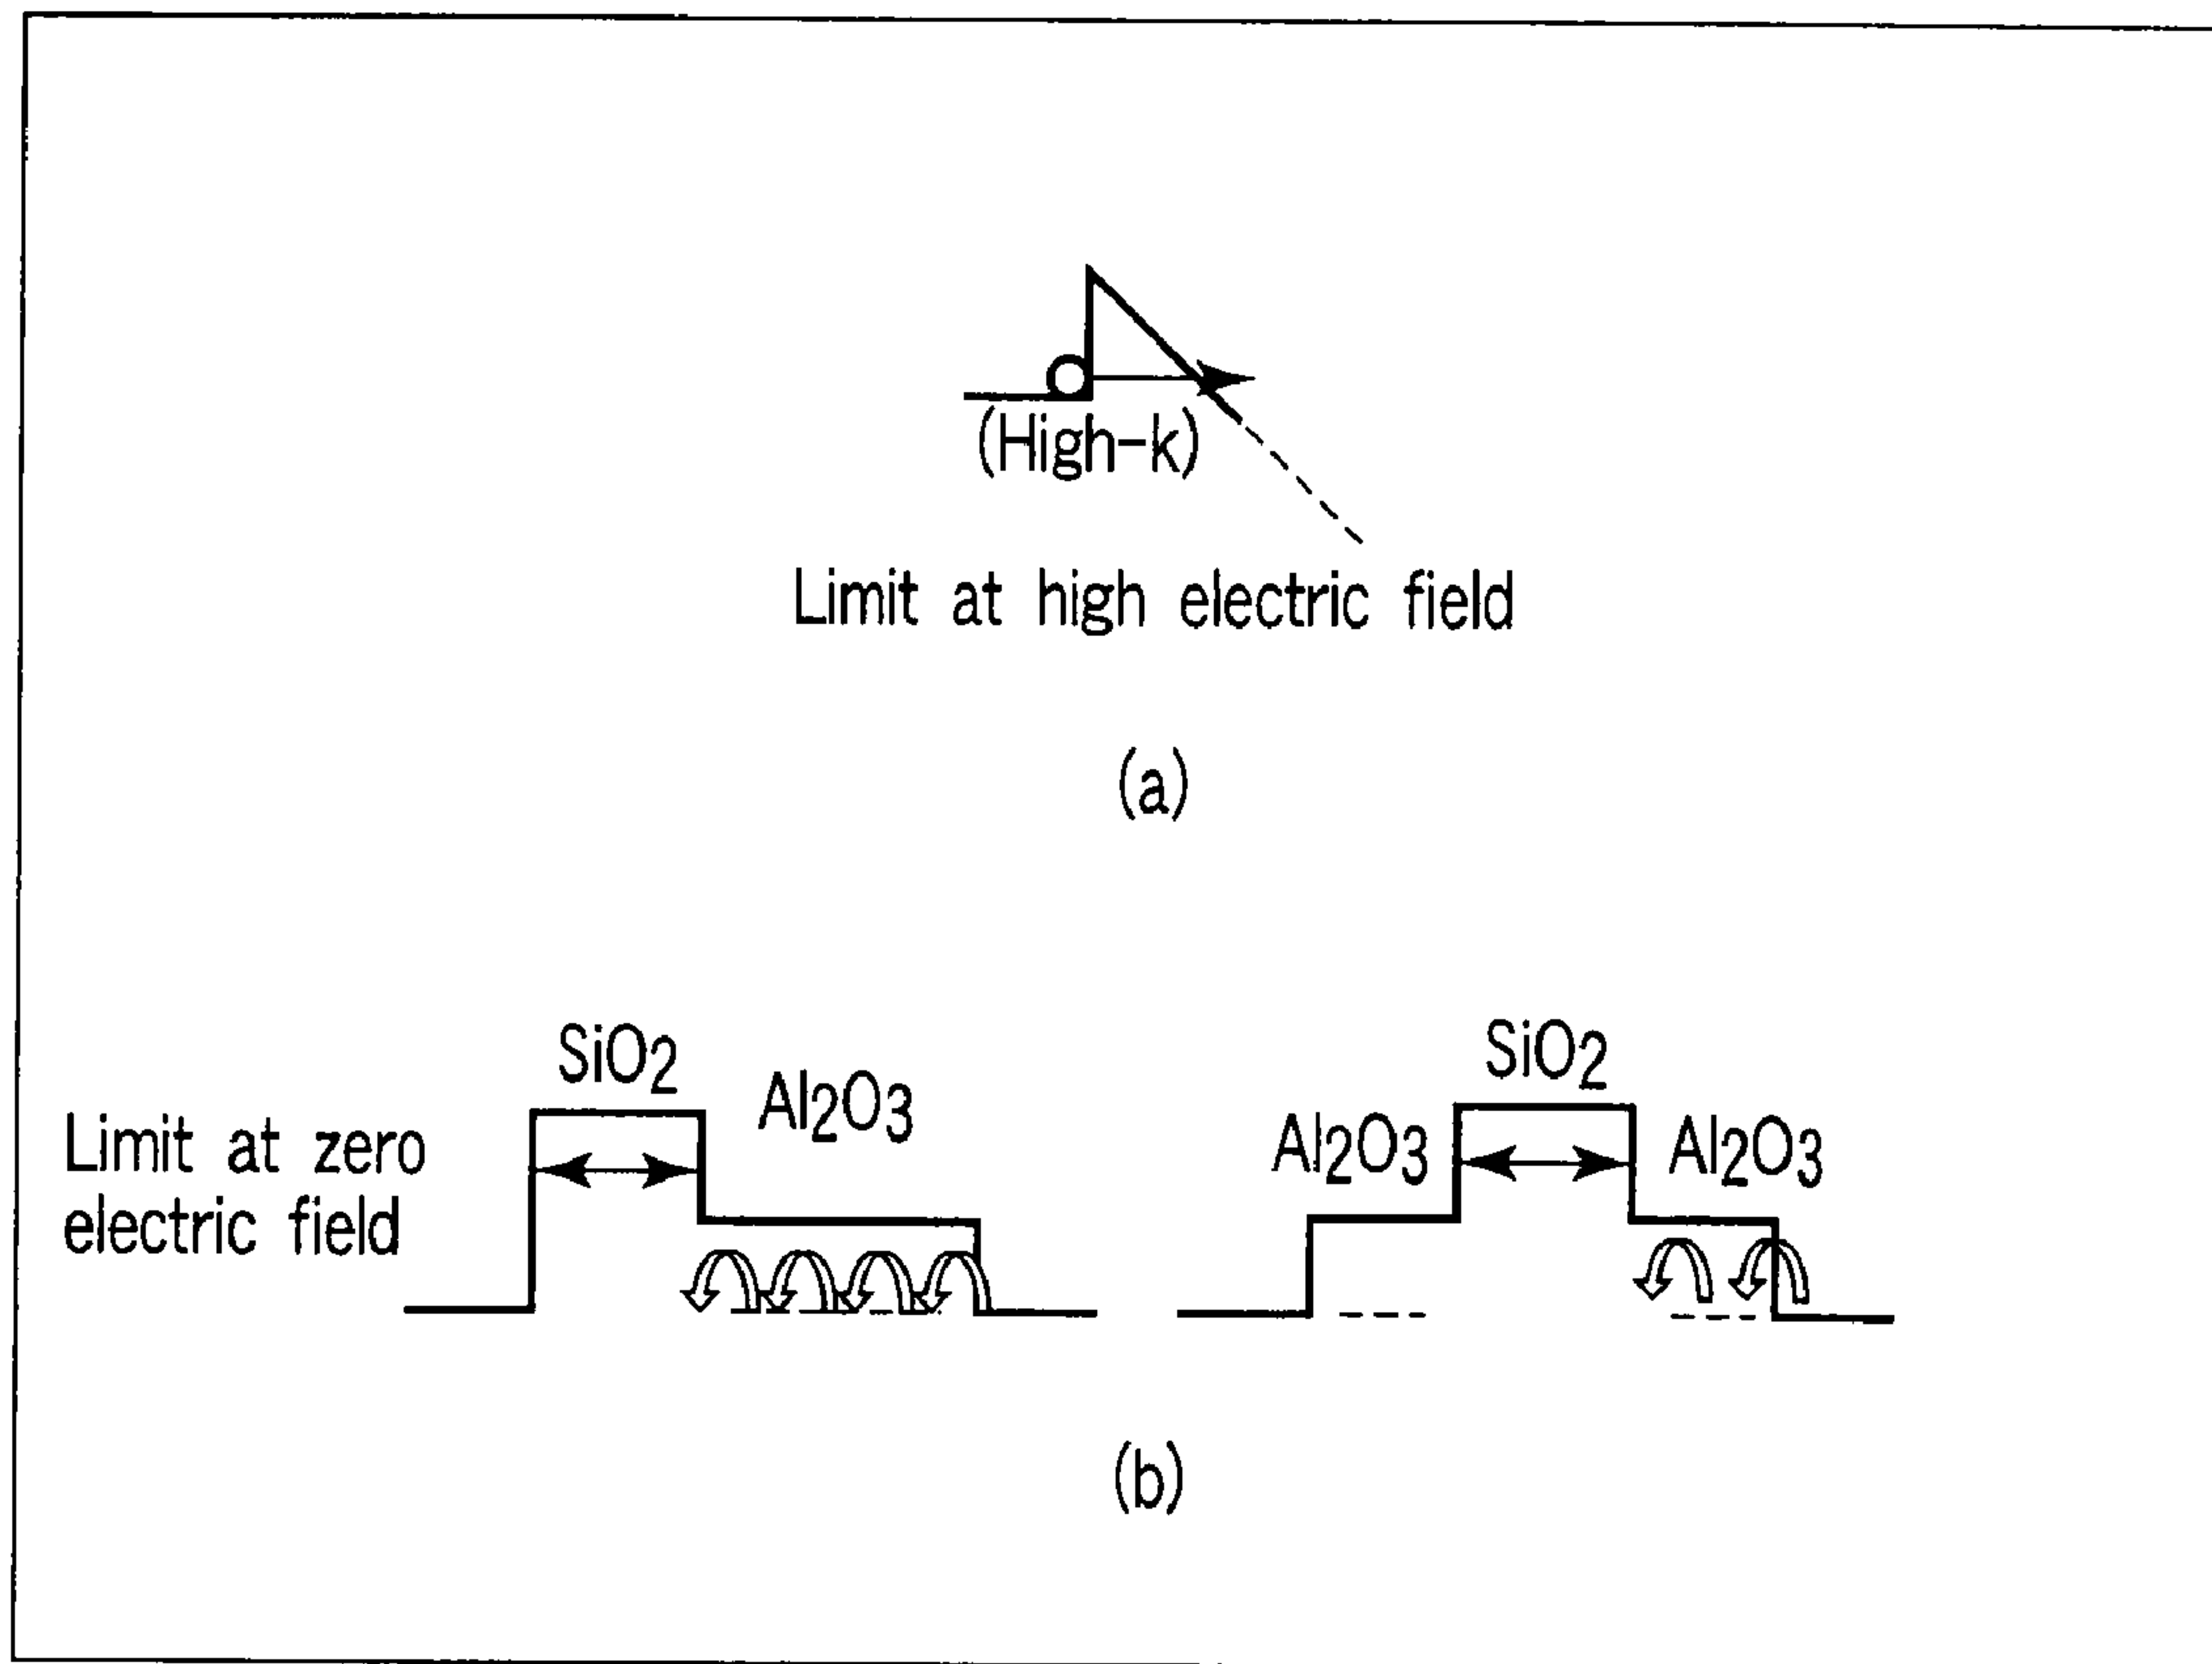 (High-k)
Limit at high electric field
(a)
SiO2
Al2O3
Limit at zero
electric field
SiO2
Al2O3
Al2O3
(b)